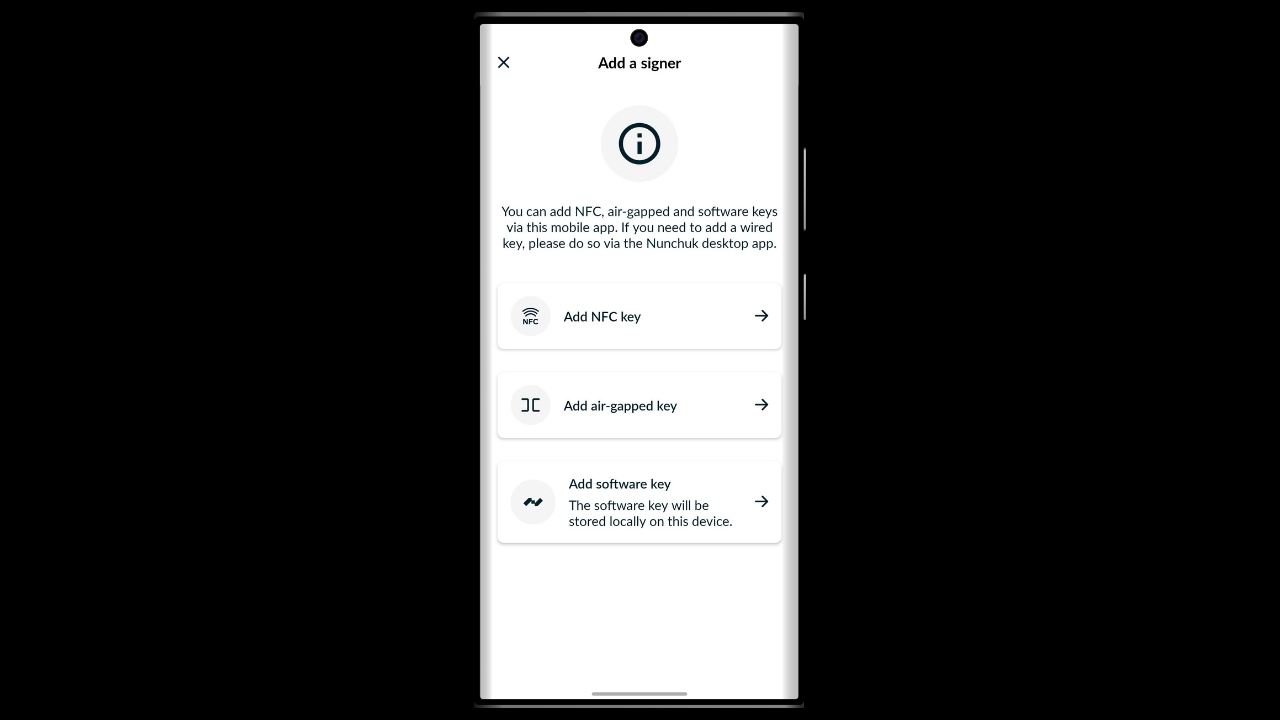 Add a signer
You can add NFC, air-gapped and software keys
via this mobile app. If you need to add a wired
key, please do so via the Nunchuk desktop app.
NFC
Add NFC key
Add air-gapped key
Add software key
The software key will be
stored locally on this device.